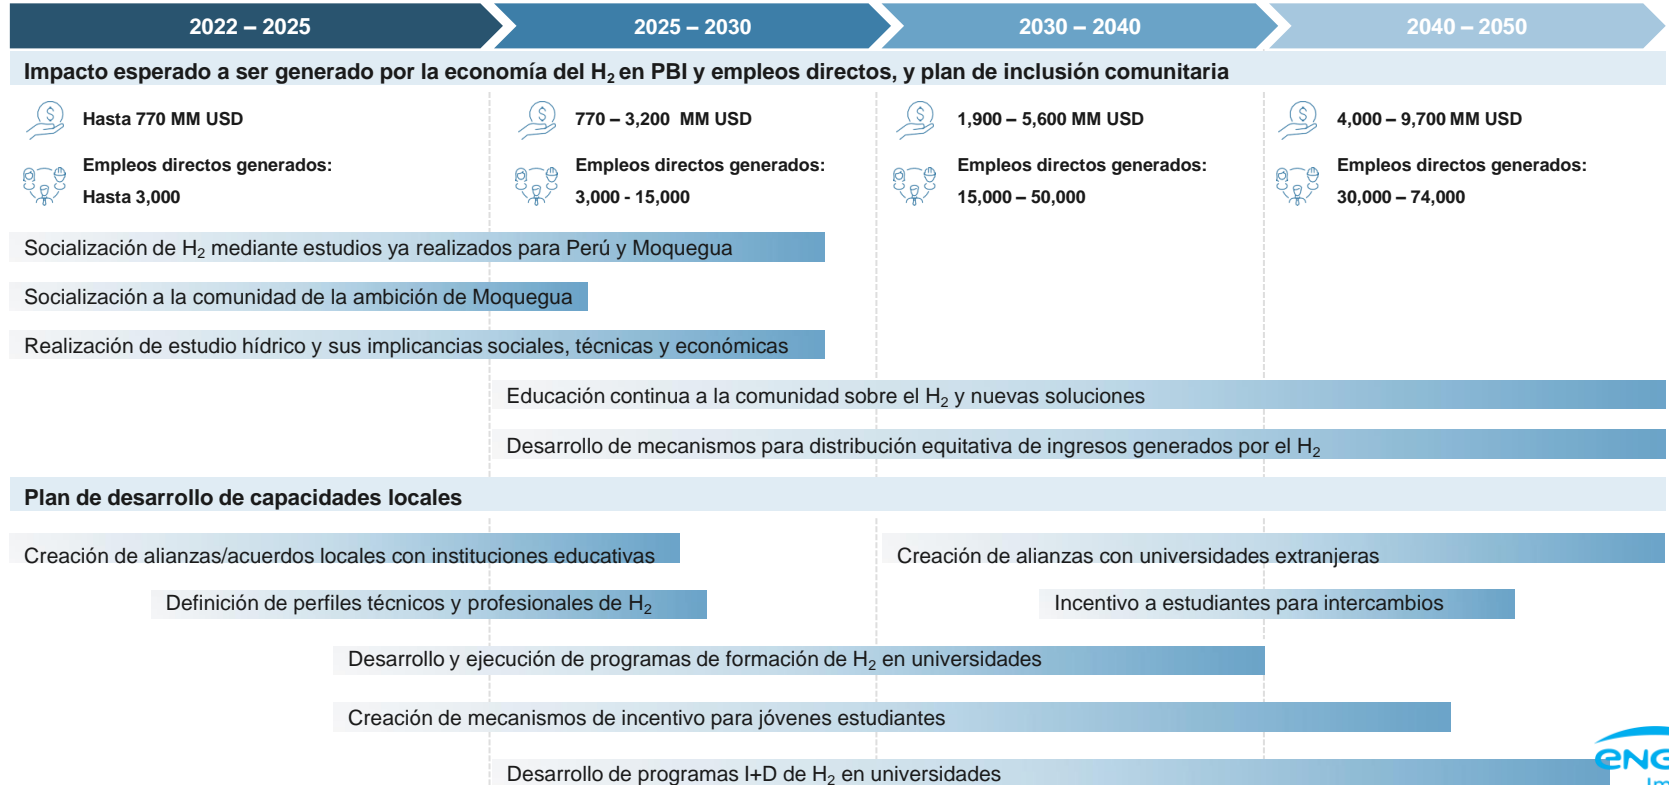 2022 – 2025
2025 – 2030
2030 – 2040
2040 – 2050
Impacto esperado a ser generado por la economía del H₂ en PBI y empleos directos, y plan de inclusión comunitaria
Hasta 770 MM USD
770 – 3,200 MM USD
1,900 – 5,600 MM USD
4,000 – 9,700 MM USD
Empleos directos generados:
Hasta 3,000
Empleos directos generados:
3,000 - 15,000
Empleos directos generados:
15,000 – 50,000
Empleos directos generados:
30,000 – 74,000
Socialización de H₂ mediante estudios ya realizados para Perú y Moquegua
Socialización a la comunidad de la ambición de Moquegua
Realización de estudio hídrico y sus implicancias sociales, técnicas y económicas
Educación continua a la comunidad sobre el H₂ y nuevas soluciones
Desarrollo de mecanismos para distribución equitativa de ingresos generados por el H₂
Plan de desarrollo de capacidades locales
Creación de alianzas/acuerdos locales con instituciones educativas
Creación de alianzas con universidades extranjeras
Definición de perfiles técnicos y profesionales de H₂
Incentivo a estudiantes para intercambios
Desarrollo y ejecución de programas de formación de H₂ en universidades
Creación de mecanismos de incentivo para jóvenes estudiantes
Desarrollo de programas I+D de H₂ en universidades